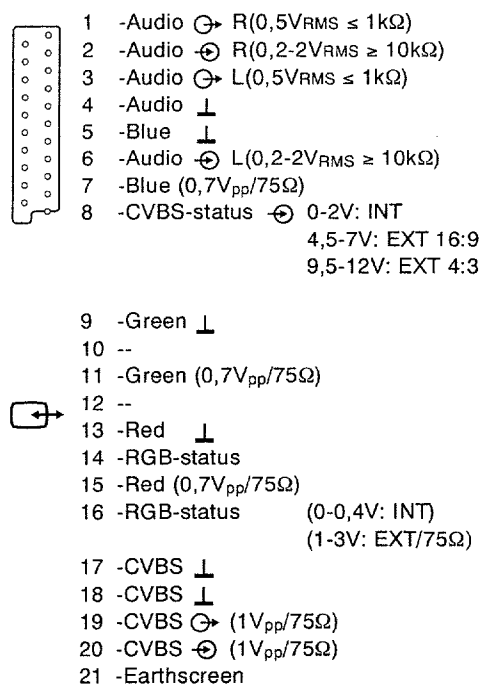 1 -Audio R(0,5VRMS ≤ 1kΩ)
2 -Audio R(0,2-2VRMS ≥ 10kΩ)
3 -Audio L(0,5VRMS ≤ 1kΩ)
4 -Audio
5 -Blue
6 -Audio L(0,2-2VRMS ≥ 10kΩ)
7 -Blue (0,7Vpp/75Ω)
8 -CVBS-status 0-2V: INT
4,5-7V: EXT 16:9
9,5-12V: EXT 4:3
9 -Green
10 --
11 -Green (0,7Vpp/75Ω)
12 --
13 -Red
14 -RGB-status
15 -Red (0,7Vpp/75Ω)
16 -RGB-status (0-0,4V: INT)
(1-3V: EXT/75Ω)
17 -CVBS
18 -CVBS
19 -CVBS (1Vpp/75Ω)
20 -CVBS (1Vpp/75Ω)
21 -Earthscreen